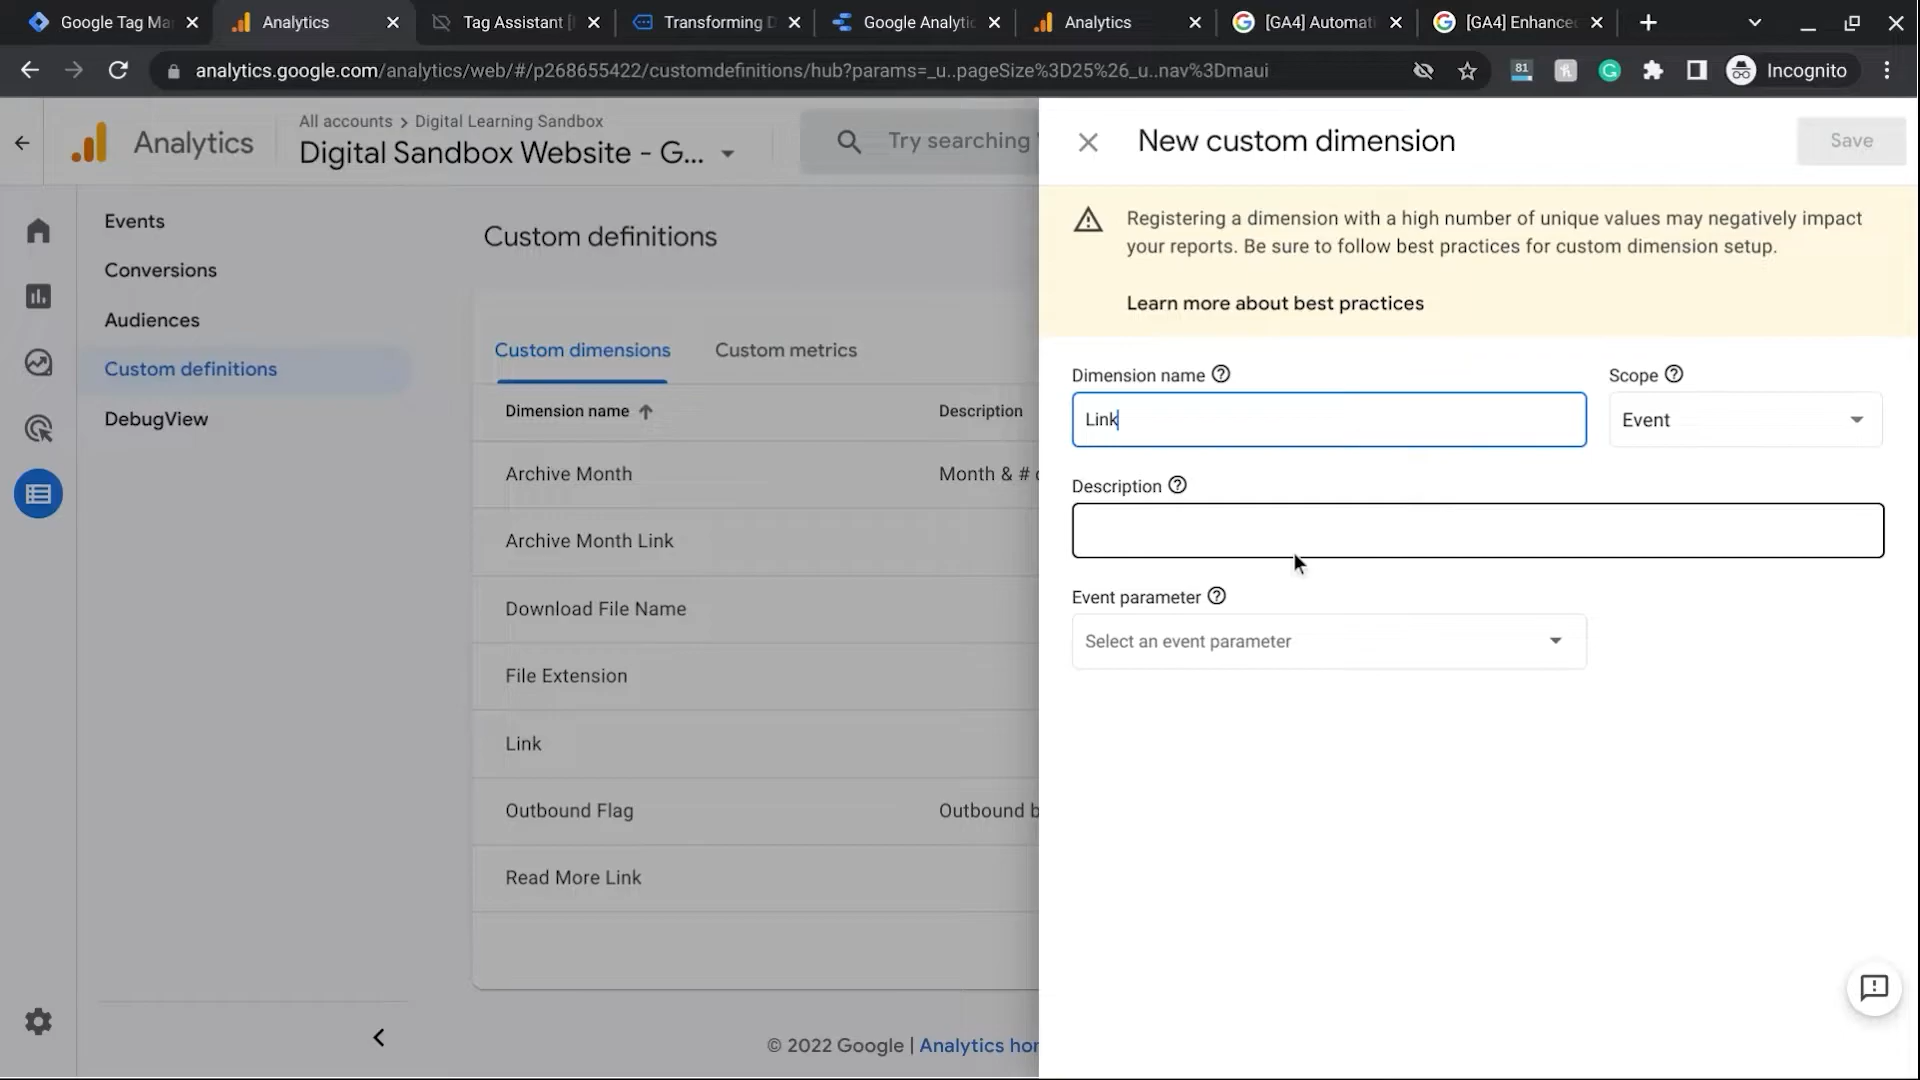 Google Tag Ma
Analytics
Tag Assistant [
Transforming D
Google Analytic
Analytics
[GA4] Automati
[GA4] Enhanced
analytics.google.com/analytics/web/#/p268655422/customdefinitions/hub?params=_u..pageSize%3D25%26_u..nav%3Dmaui
81
Incognito
Analytics
All accounts > Digital Learning Sandbox
Digital Sandbox Website - G...
Try searching
Events
Conversions
Audiences
Custom definitions
DebugView
Custom definitions
Custom dimensions
Custom metrics
Dimension name
Description
Archive Month
Month & #
Archive Month Link
Download File Name
File Extension
Link
Outbound Flag
Outbound b
Read More Link
© 2022 Google | Analytics hom
New custom dimension
Save
Registering a dimension with a high number of unique values may negatively impact
your reports. Be sure to follow best practices for custom dimension setup.
Learn more about best practices
Dimension name
Scope
Link
Event
Description
Event parameter
Select an event parameter